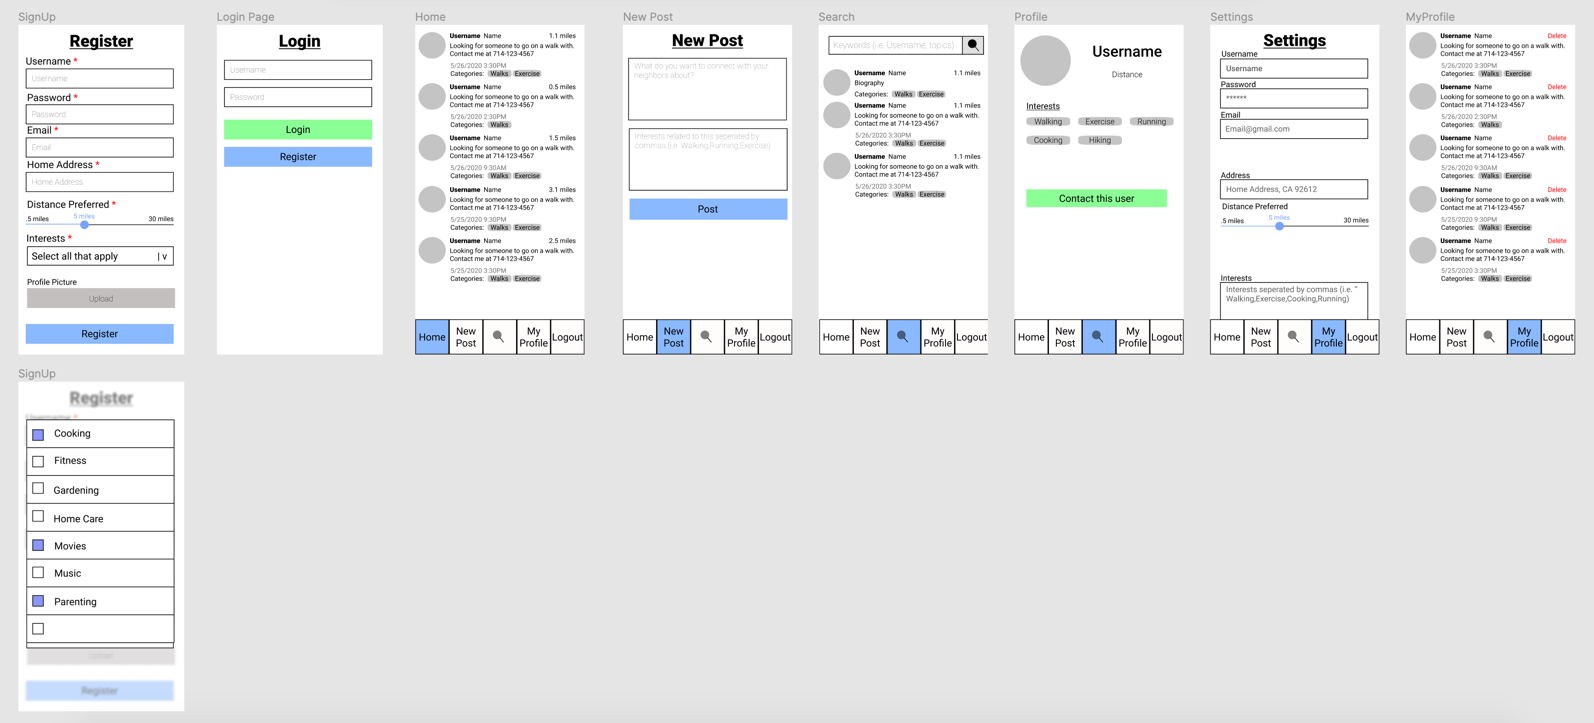 SignUp
Register
Username *
Username
Password *
Password
Email *
Email
Home Address *
Home Address
Distance Preferred *
5 miles
.5 miles 30 miles
Interests *
Select all that apply | v
Profile Picture
Upload
Register
Login Page
Login
Username
Password
Login
Register
Home
Username Name 1.1 miles
Looking for someone to go on a walk with.
Contact me at 714-123-4567
5/26/2020 3:30PM
Categories: Walks Exercise
Username Name 0.5 miles
Looking for someone to go on a walk with.
Contact me at 714-123-4567
5/26/2020 2:30PM
Categories: Walks
Username Name 1.5 miles
Looking for someone to go on a walk with.
Contact me at 714-123-4567
5/26/2020 9:30AM
Categories: Walks Exercise
Username Name 3.1 miles
Looking for someone to go on a walk with.
Contact me at 714-123-4567
5/25/2020 9:30PM
Categories: Walks Exercise
Username Name 2.5 miles
Looking for someone to go on a walk with.
Contact me at 714-123-4567
5/25/2020 3:30PM
Categories: Walks Exercise
Home New My Logout
Post Profile
New Post
New Post
What do you want to connect with your
neighbors about?
Interests related to this seperated by
commas (i.e. Walking,Running,Exercise)
Post
Home New My Logout
Post Profile
Search
Keywords (i.e. Username, topics)
Username Name 1.1 miles
Biography
Categories: Walks Exercise
Username Name 1.1 miles
Looking for someone to go on a walk with.
Contact me at 714-123-4567
5/26/2020 3:30PM
Categories: Walks Exercise
Username Name 1.1 miles
Looking for someone to go on a walk with.
Contact me at 714-123-4567
5/26/2020 3:30PM
Categories: Walks Exercise
Home New My Logout
Post Profile
Profile
Username
Distance
Interests
Walking Exercise Running
Cooking Hiking
Contact this user
Home New My Logout
Post Profile
Settings
Settings
Username
Username
Password
******
Email
Email@gmail.com
Address
Home Address, CA 92612
Distance Preferred
5 miles
.5 miles 30 miles
Interests
Interests seperated by commas (i.e. "
Walking,Exercise,Cooking,Running)
Home New My Logout
Post Profile
MyProfile
Username Name Delete
Looking for someone to go on a walk with.
Contact me at 714-123-4567
5/26/2020 3:30PM
Categories: Walks Exercise
Username Name Delete
Looking for someone to go on a walk with.
Contact me at 714-123-4567
5/26/2020 2:30PM
Categories: Walks
Username Name Delete
Looking for someone to go on a walk with.
Contact me at 714-123-4567
5/26/2020 9:30AM
Categories: Walks Exercise
Username Name Delete
Looking for someone to go on a walk with.
Contact me at 714-123-4567
5/25/2020 9:30PM
Categories: Walks Exercise
Username Name Delete
Looking for someone to go on a walk with.
Contact me at 714-123-4567
5/25/2020 3:30PM
Categories: Walks Exercise
Home New My Logout
Post Profile
SignUp
Register
Username *
Cooking
Fitness
Gardening
Home Care
Movies
Music
Parenting
Upload
Register